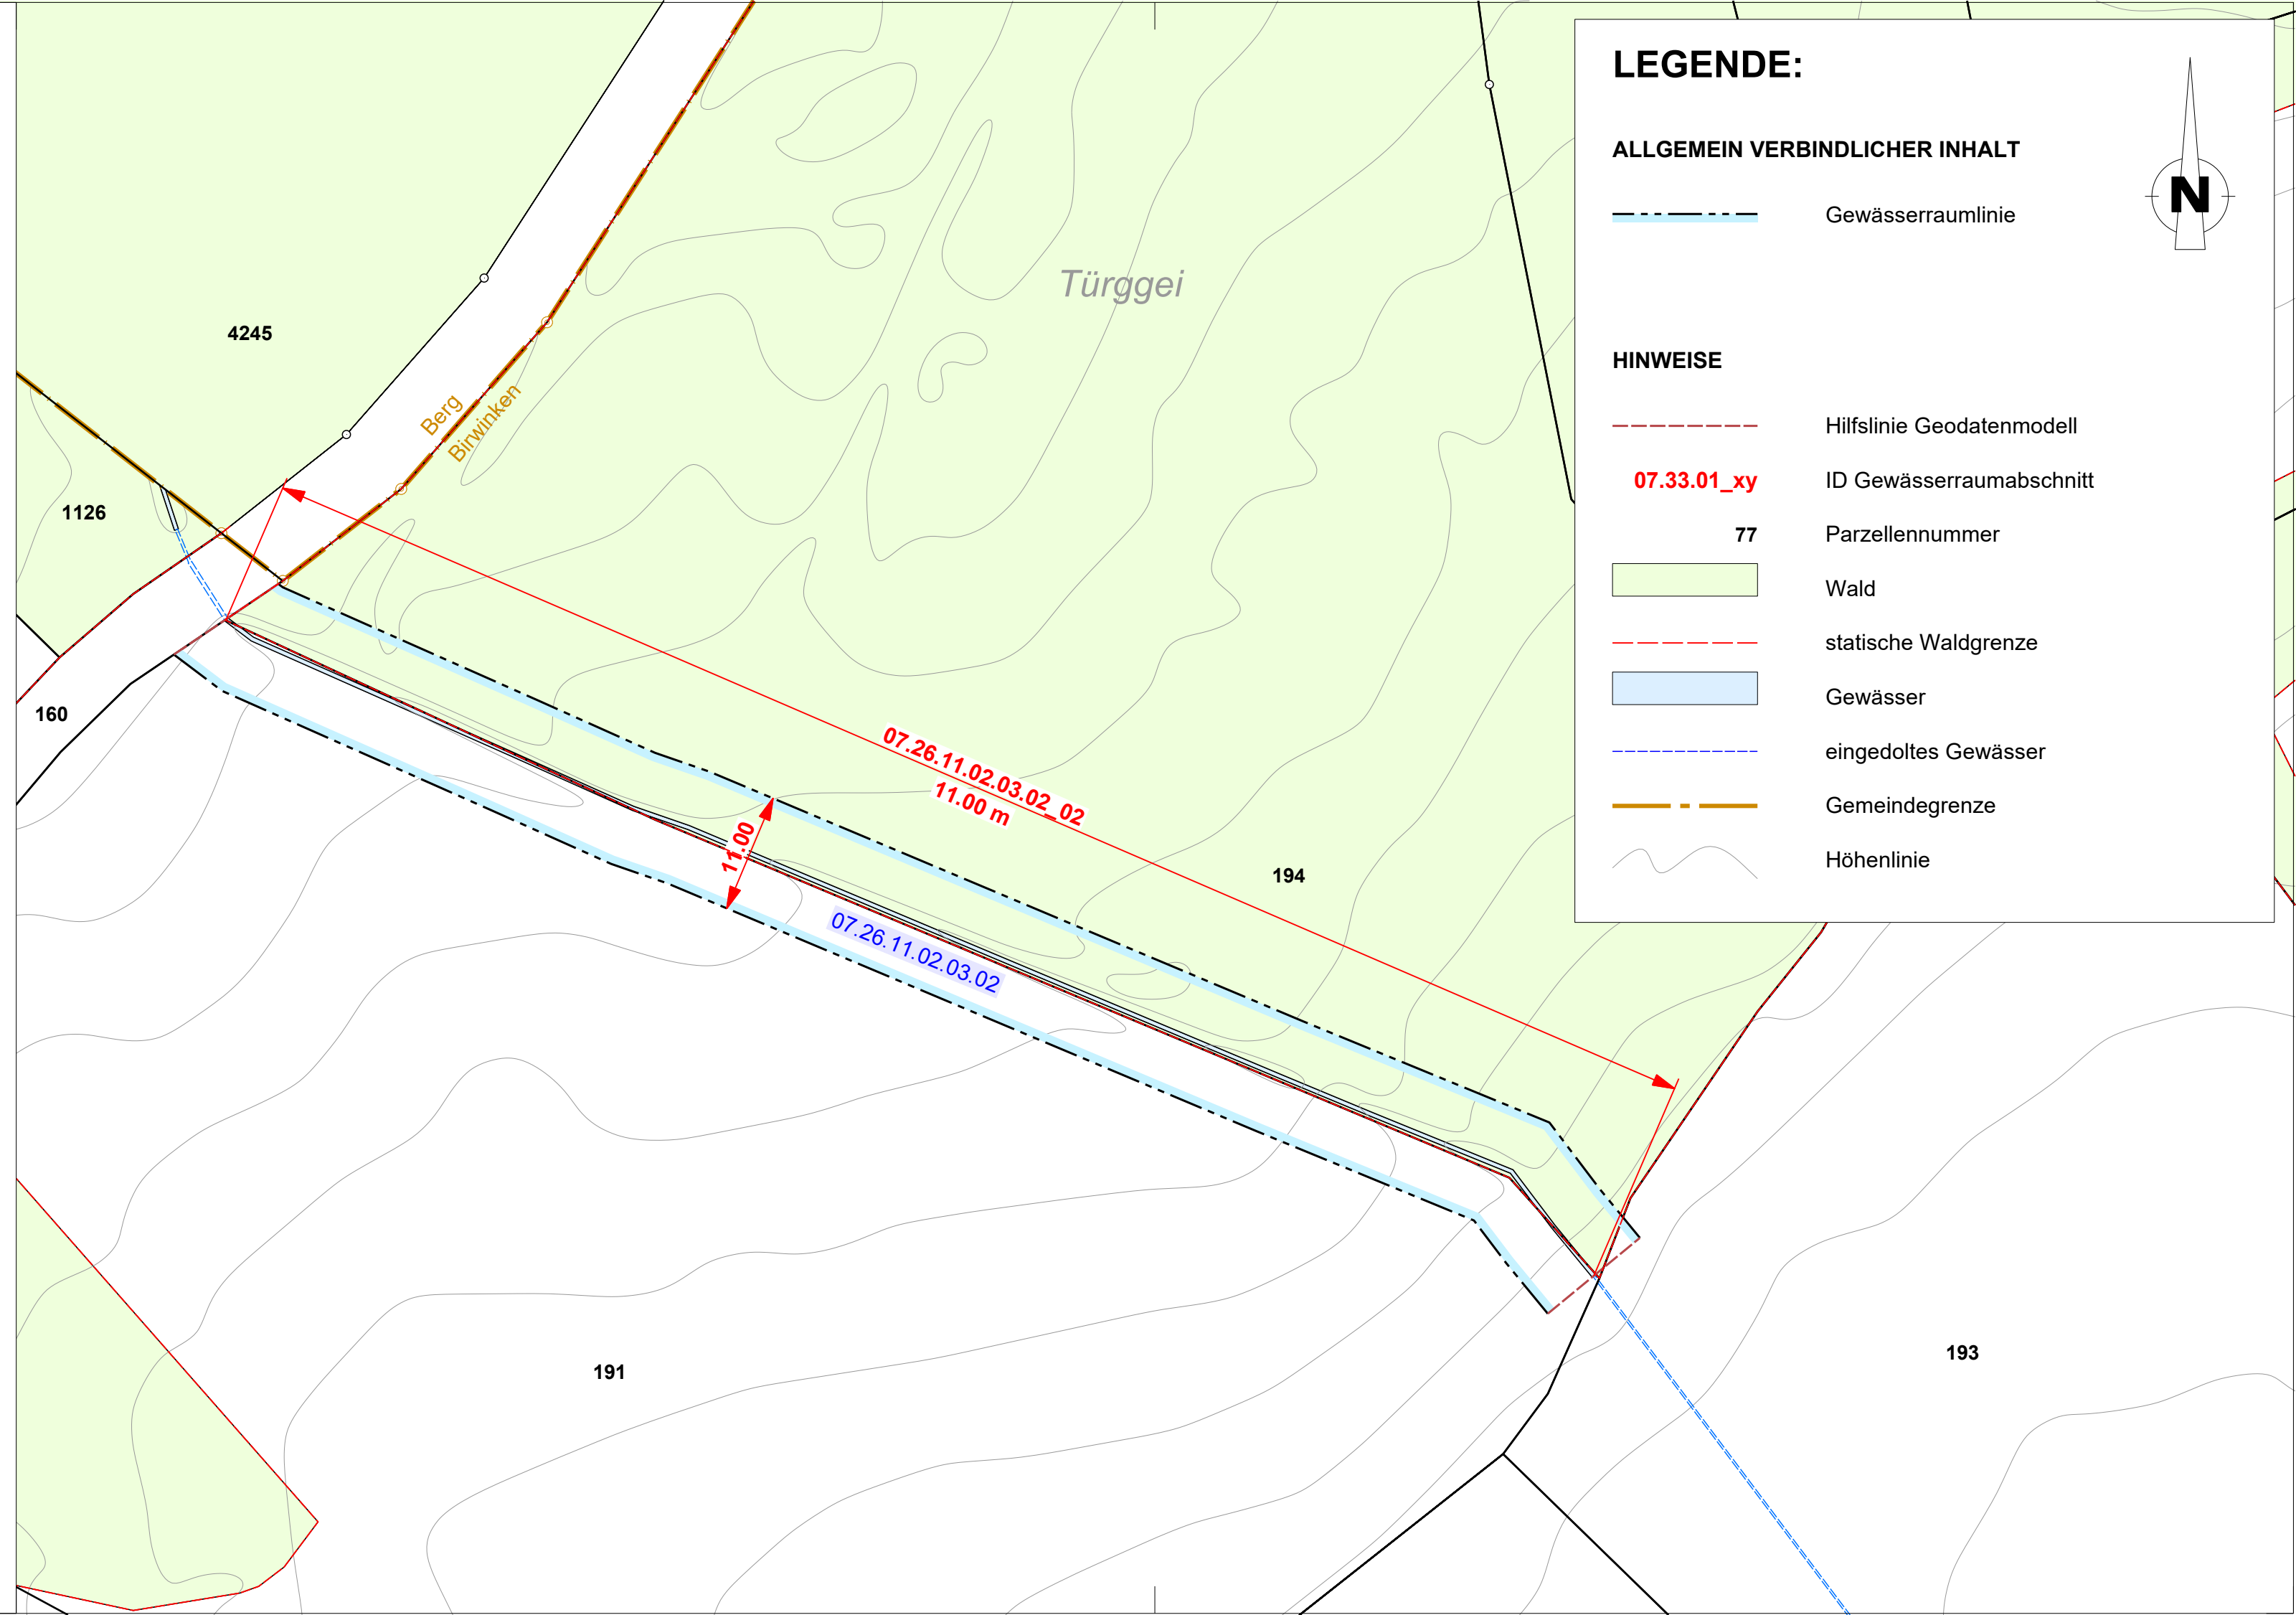 LEGENDE:
ALLGEMEIN VERBINDLICHER INHALT
N
Gewässerraumlinie
HINWEISE
Hilfslinie Geodatenmodell
07.33.01_xy ID Gewässerraumabschnitt
77 Parzellennummer
Wald
statische Waldgrenze
Gewässer
eingedoltes Gewässer
Gemeindegrenze
Höhenlinie
Türggei
4245
Berg
Birwinken
1126
160
07.26.11.02.03.02_02
11.00 m
11.00
194
07.26.11.02.03.02
191
193